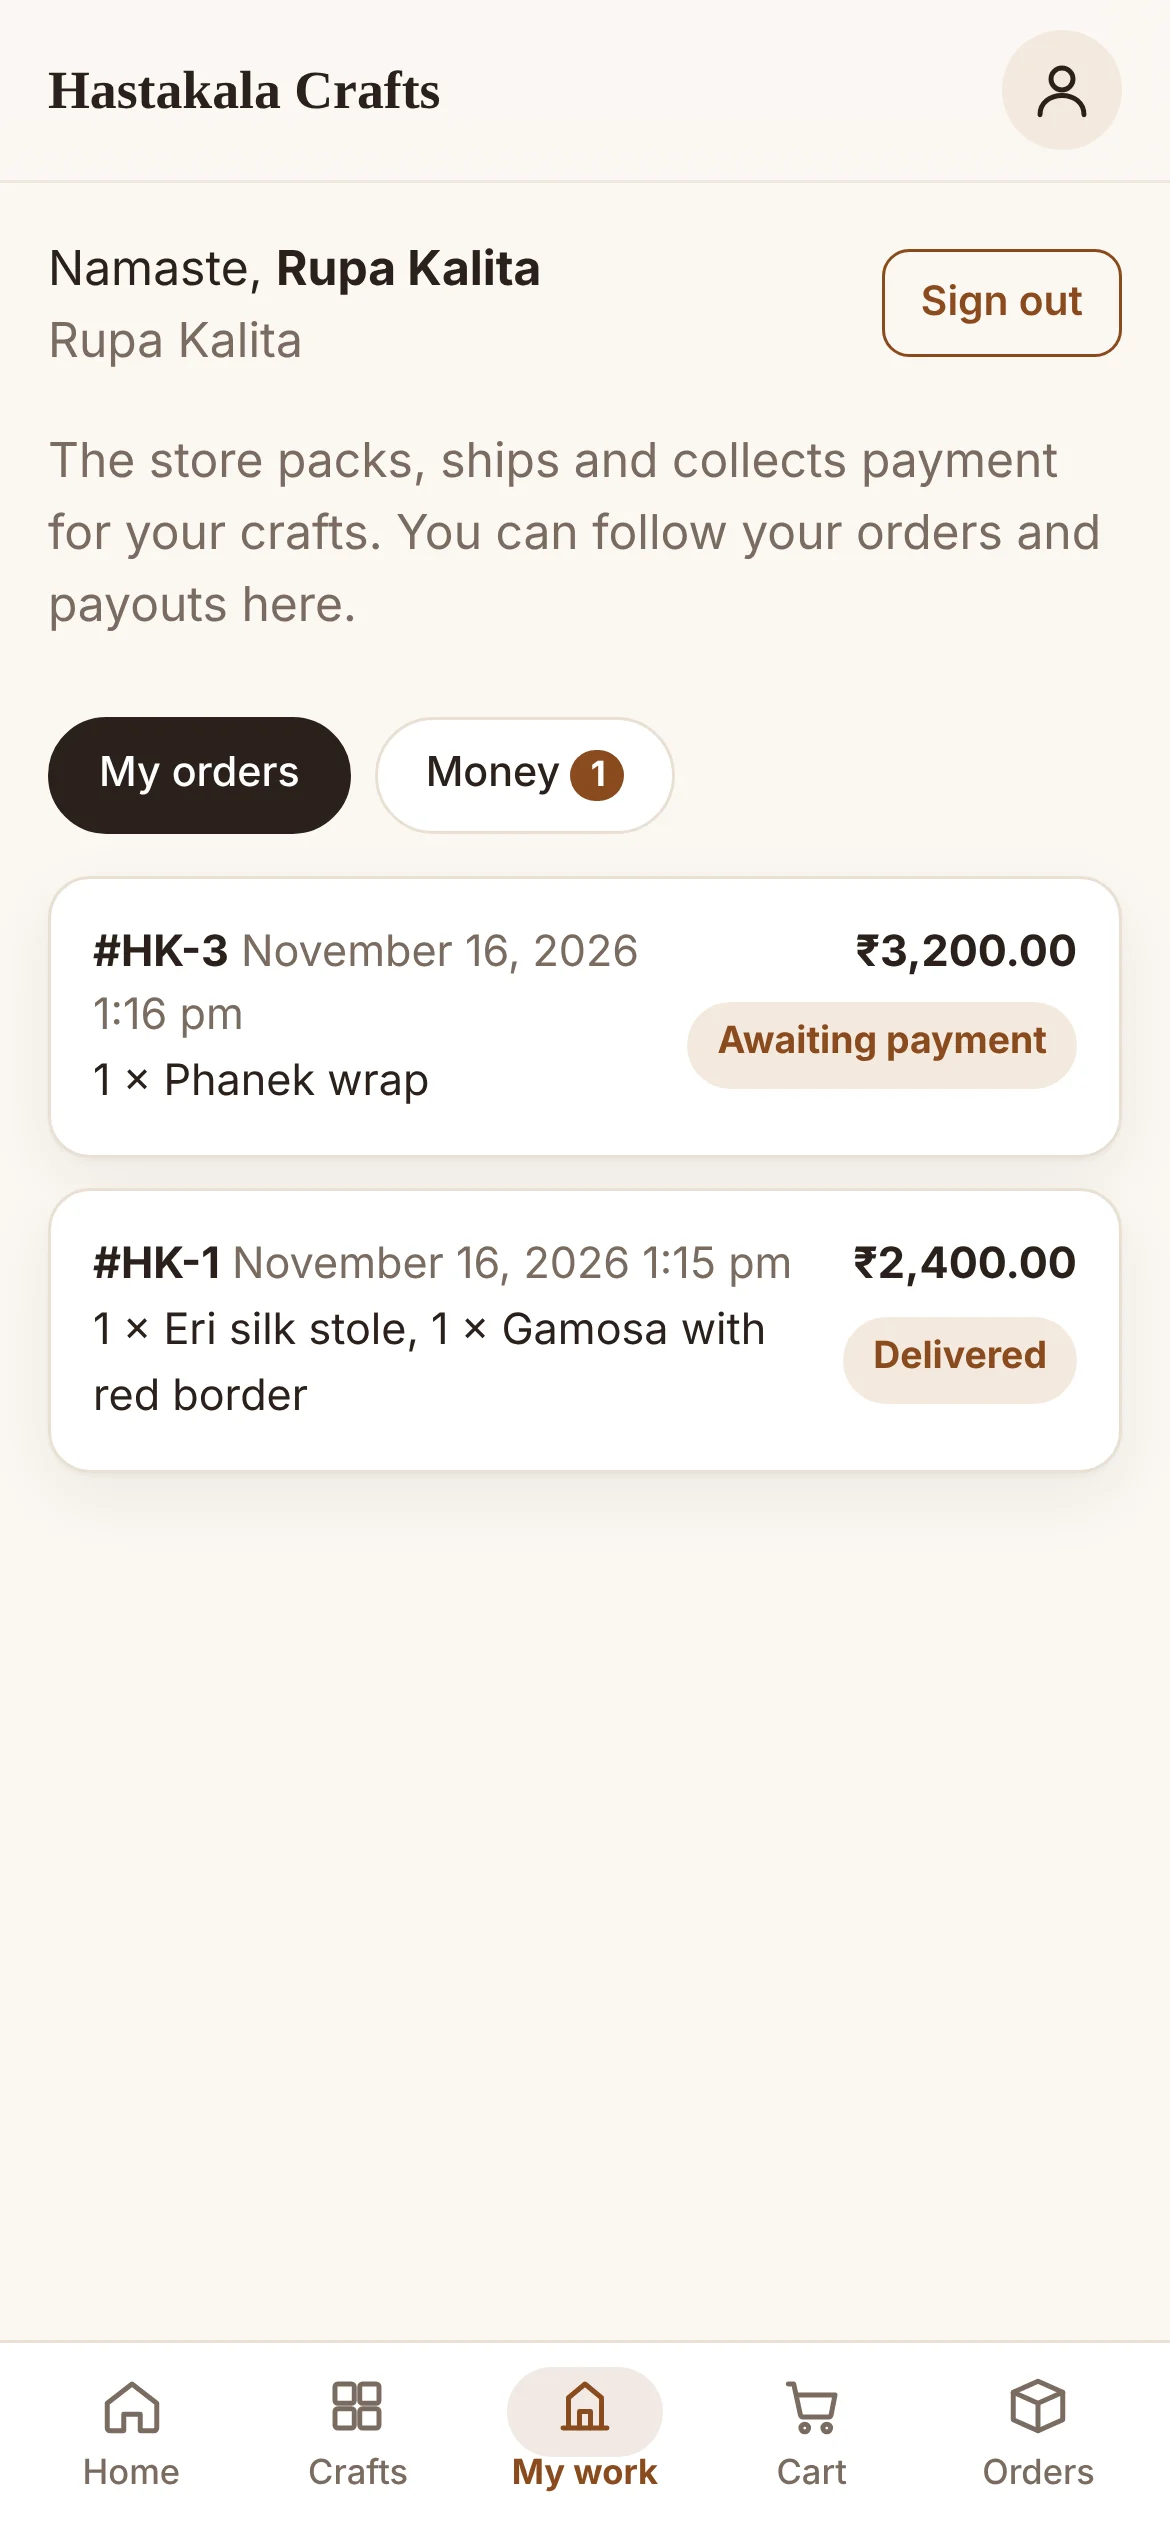 Hastakala Crafts
Namaste, Rupa Kalita
Rupa Kalita
Sign out
The store packs, ships and collects payment
for your crafts. You can follow your orders and
payouts here.
My orders
Money 1
#HK-3 November 16, 2026
1:16 pm
1 × Phanek wrap
₹3,200.00
Awaiting payment
#HK-1 November 16, 2026 1:15 pm
1 × Eri silk stole, 1 × Gamosa with
red border
₹2,400.00
Delivered
Home
Crafts
My work
Cart
Orders